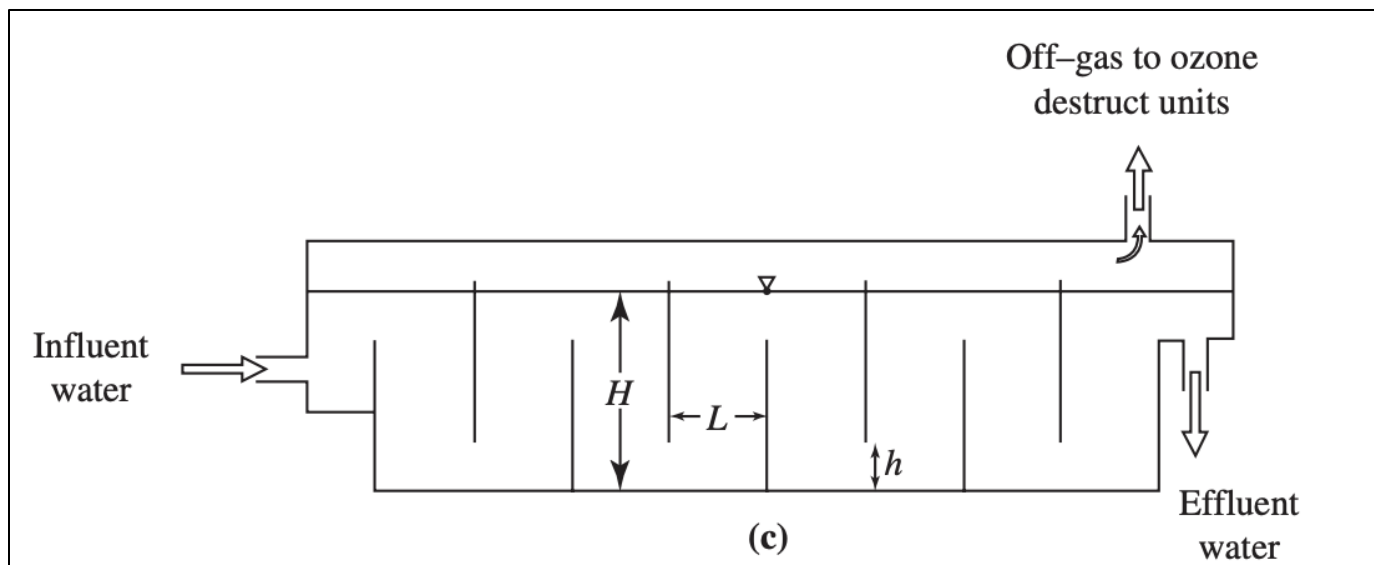 Off–gas to ozone
destruct units
Influent
water
H
L
h
Effluent
water
(c)